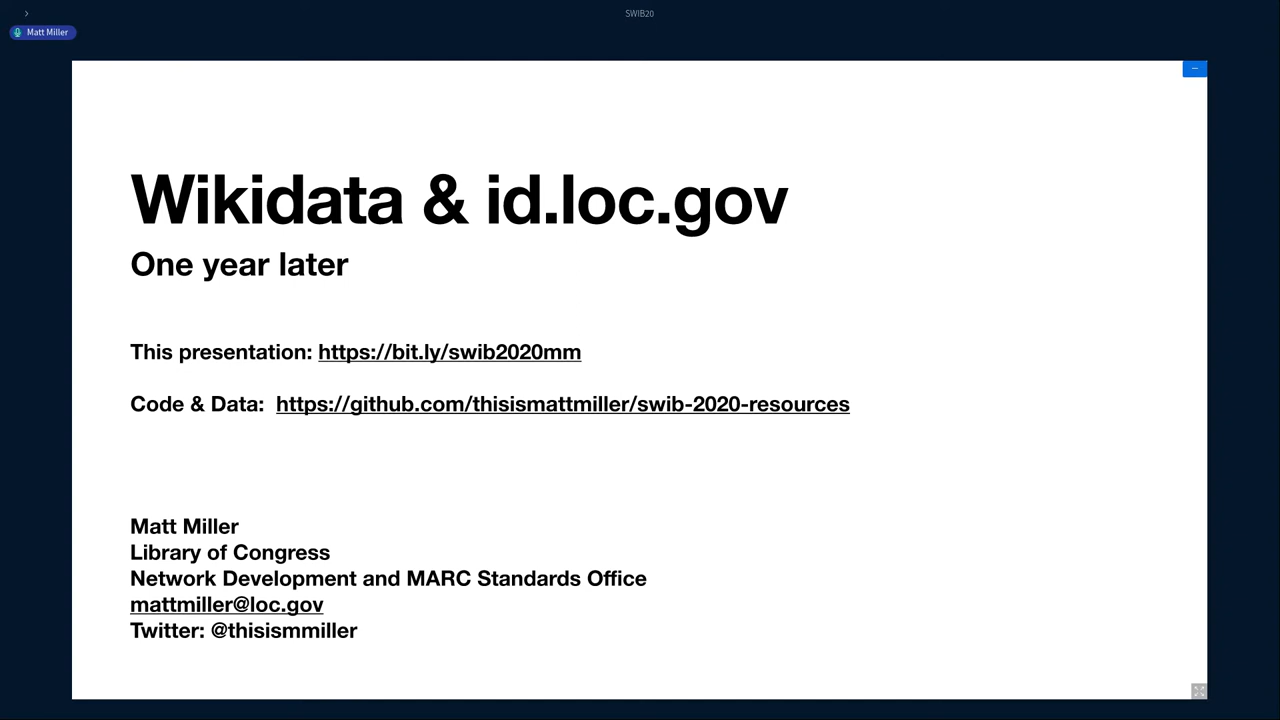 SWIB20
Matt Miller
Wikidata & id.loc.gov
One year later
This presentation: https://bit.ly/swib2020mm
Code & Data: https://github.com/thisismattmiller/swib-2020-resources
Matt Miller
Library of Congress
Network Development and MARC Standards Office
mattmiller@loc.gov
Twitter: @thisismmiller